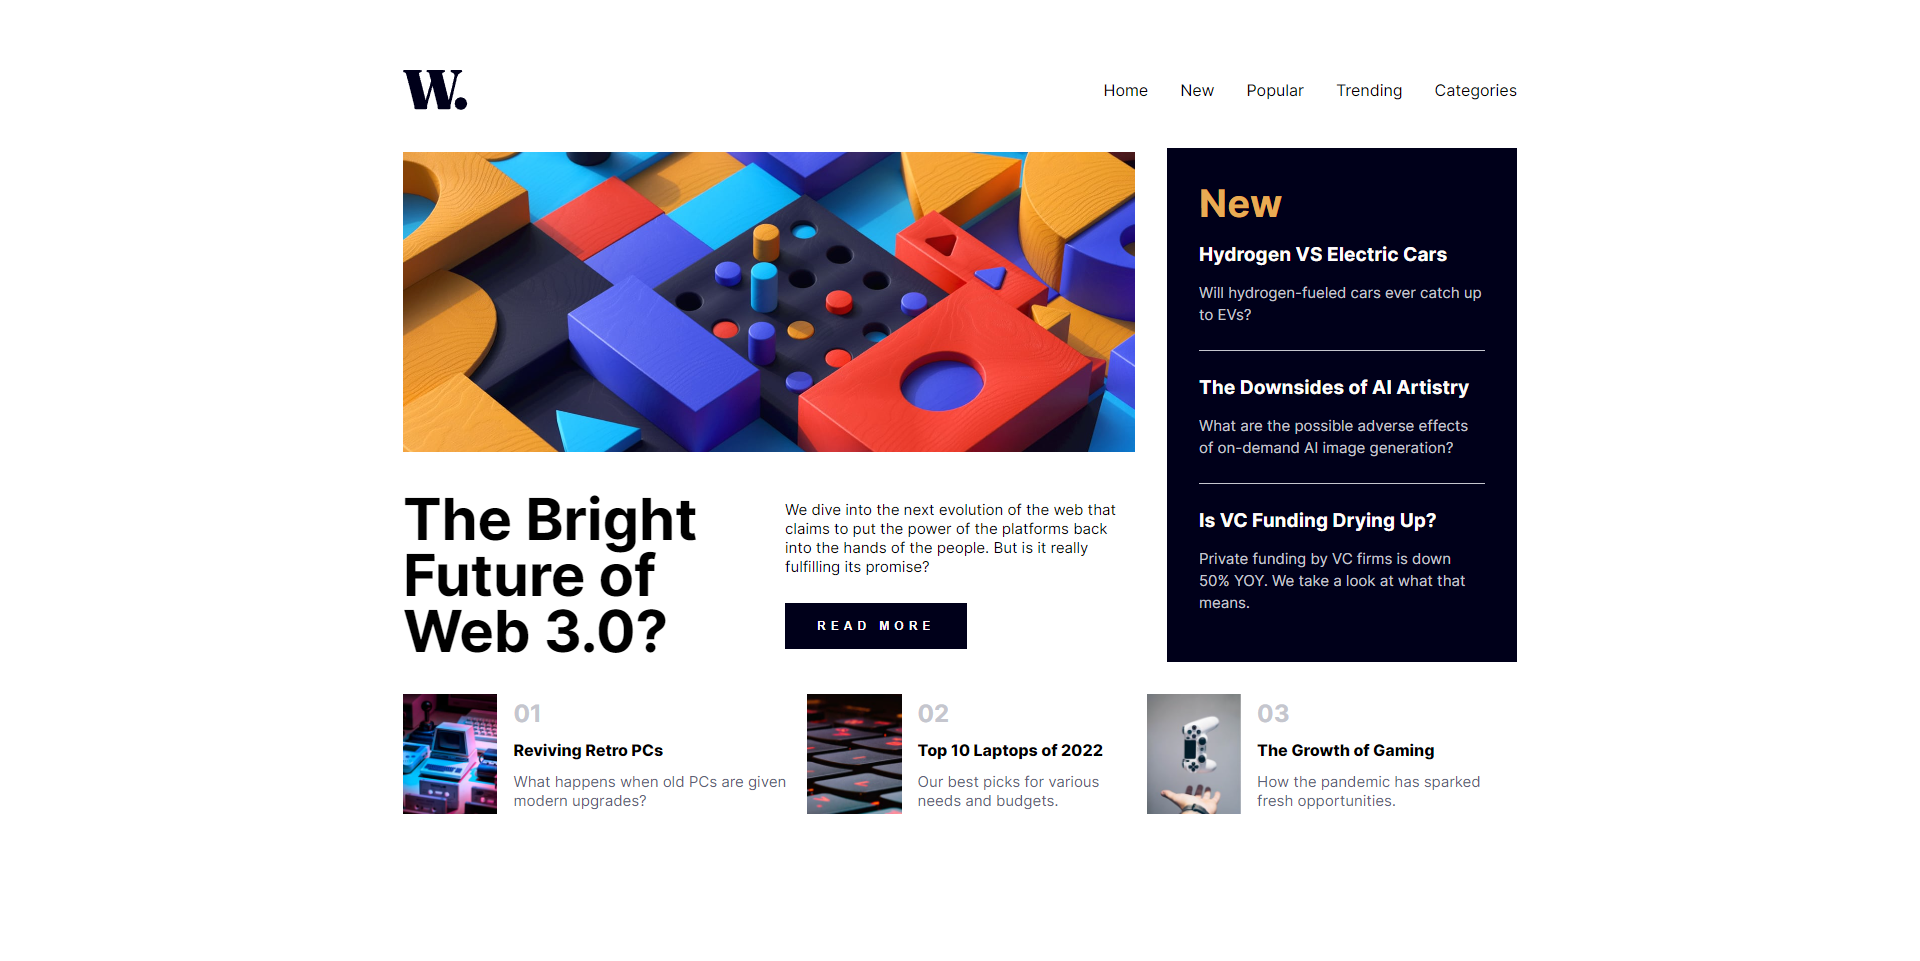 W.
Home New Popular Trending Categories
New
Hydrogen VS Electric Cars
Will hydrogen-fueled cars ever catch up
to EVs?
The Downsides of AI Artistry
What are the possible adverse effects
of on-demand AI image generation?
Is VC Funding Drying Up?
Private funding by VC firms is down
50% YOY. We take a look at what that
means.
The Bright
Future of
Web 3.0?
We dive into the next evolution of the web that
claims to put the power of the platforms back
into the hands of the people. But is it really
fulfilling its promise?
READ MORE
01
Reviving Retro PCs
What happens when old PCs are given
modern upgrades?
02
Top 10 Laptops of 2022
Our best picks for various
needs and budgets.
03
The Growth of Gaming
How the pandemic has sparked
fresh opportunities.